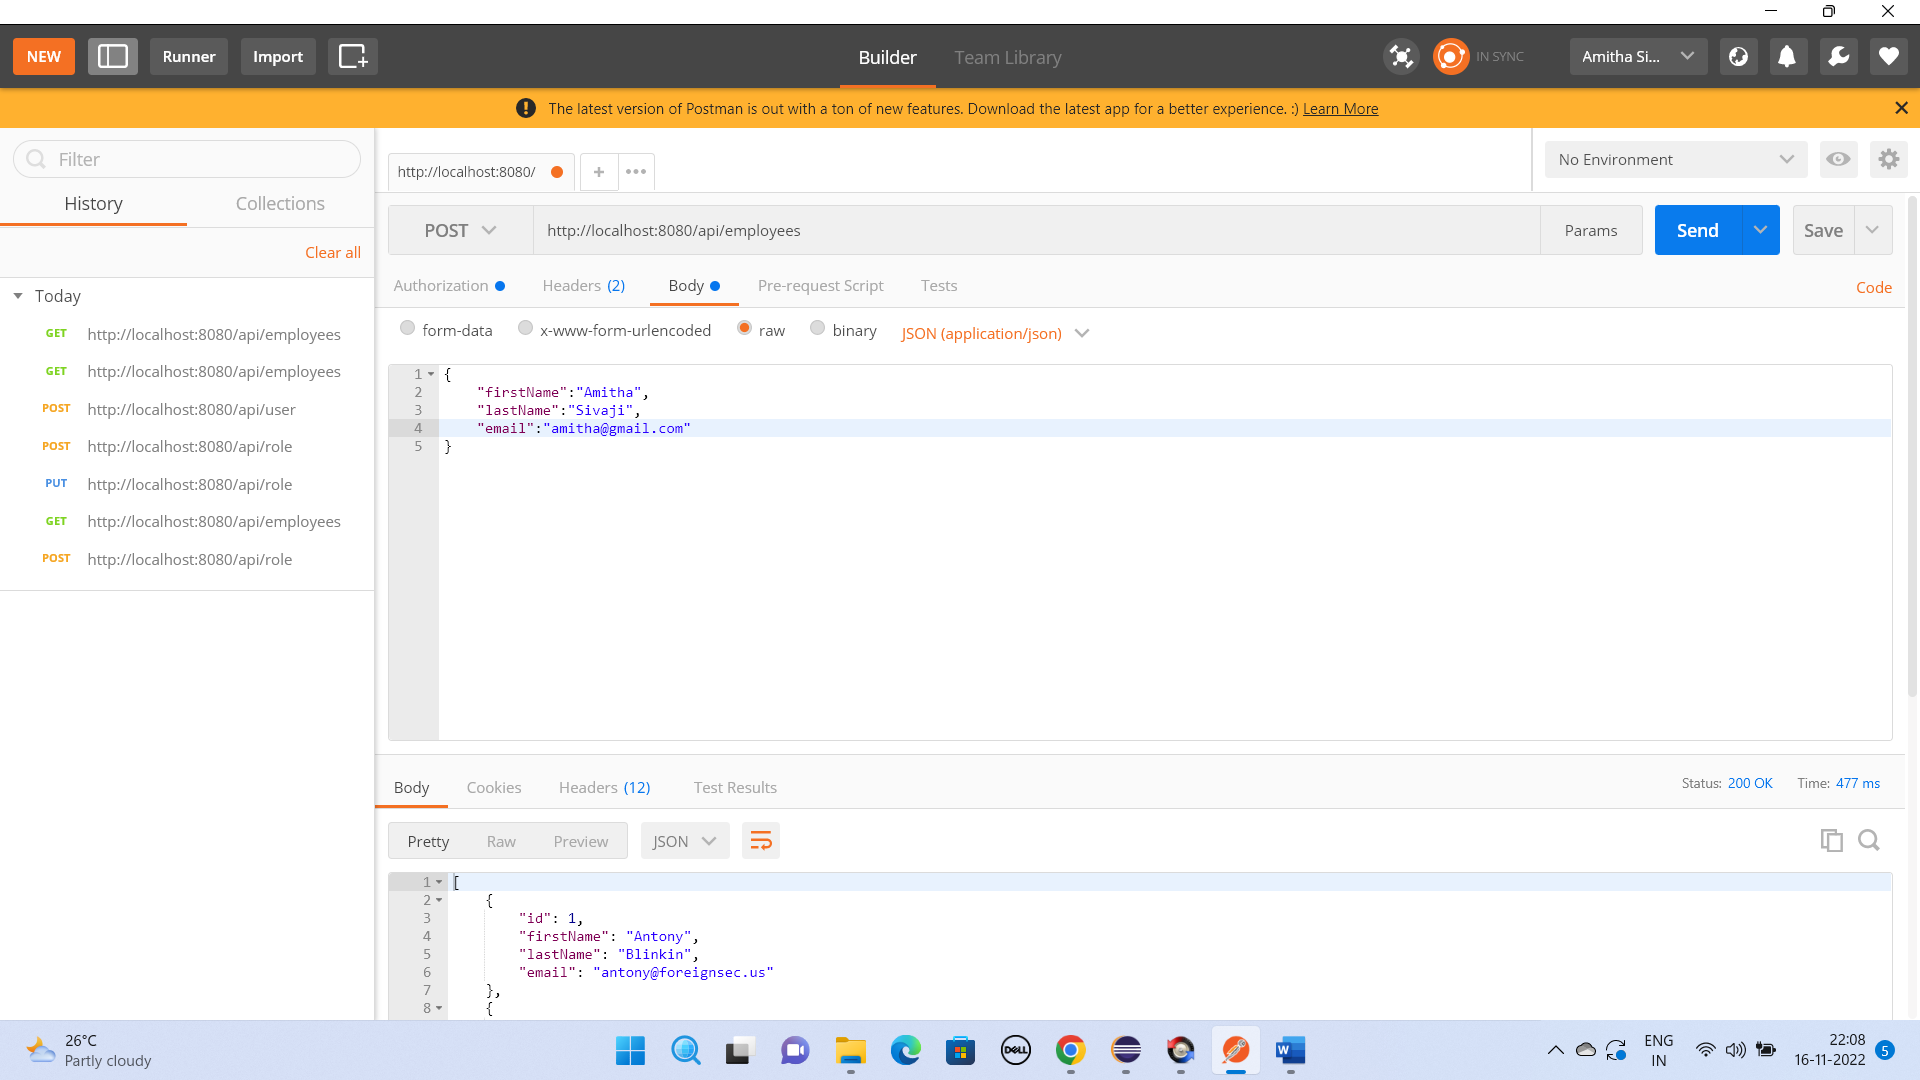 NEW
Runner
Import
Builder
Team Library
IN SYNC
Amitha Si...
The latest version of Postman is out with a ton of new features. Download the latest app for a better experience. :) Learn More
Filter
History
Collections
Clear all
Today
GET http://localhost:8080/api/employees
GET http://localhost:8080/api/employees
POST http://localhost:8080/api/user
POST http://localhost:8080/api/role
PUT http://localhost:8080/api/role
GET http://localhost:8080/api/employees
POST http://localhost:8080/api/role
http://localhost:8080/
No Environment
POST
http://localhost:8080/api/employees
Params
Send
Save
Authorization
Headers (2)
Body
Pre-request Script
Tests
Code
form-data
x-www-form-urlencoded
raw
binary
JSON (application/json)
1 {
2 "firstName":"Amitha",
3 "lastName":"Sivaji",
4 "email":"amitha@gmail.com"
5 }
Body
Cookies
Headers (12)
Test Results
Status: 200 OK
Time: 477 ms
Pretty
Raw
Preview
JSON
1 [
2 {
3 "id": 1,
4 "firstName": "Antony",
5 "lastName": "Blinkin",
6 "email": "antony@foreignsec.us"
7 },
8 {
26°C
Partly cloudy
DELL
W
ENG
IN
22:08
16-11-2022
5